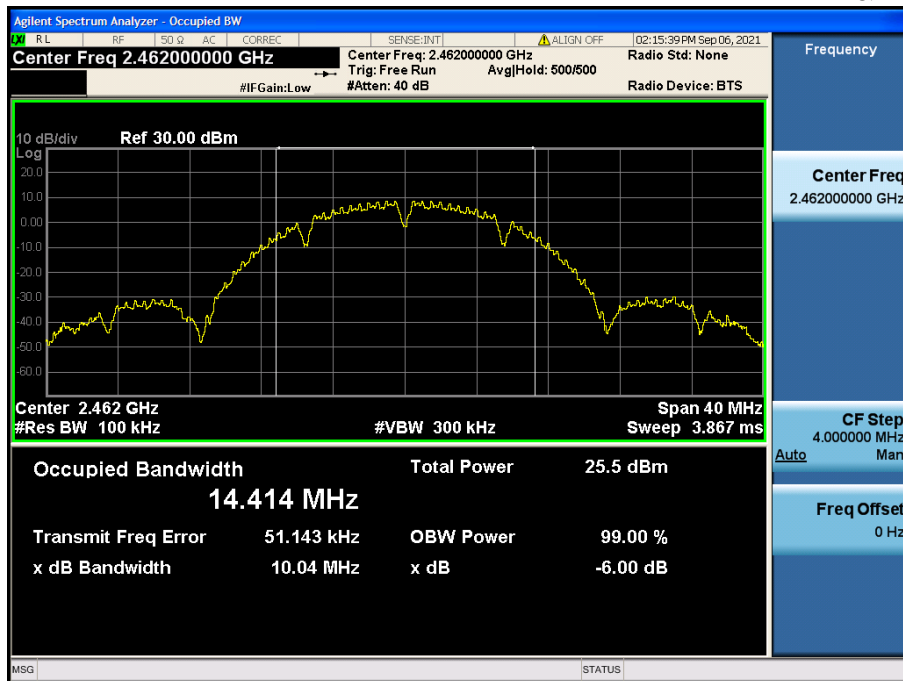 Agilent Spectrum Analyzer - Occupied BW
LXI RL RF 50 Ω AC CORREC SENSE:INT ALIGN OFF 02:15:39 PM Sep 06, 2021
Center Freq 2.462000000 GHz
Center Freq: 2.462000000 GHz Radio Std: None
Trig: Free Run Avg|Hold: 500/500
#IFGain:Low #Atten: 40 dB Radio Device: BTS
10 dB/div Ref 30.00 dBm
Log
20.0
10.0
0.00
-10.0
-20.0
-30.0
-40.0
-50.0
-60.0
Center 2.462 GHz Span 40 MHz
#Res BW 100 kHz #VBW 300 kHz Sweep 3.867 ms
Occupied Bandwidth Total Power 25.5 dBm
14.414 MHz
Transmit Freq Error 51.143 kHz OBW Power 99.00 %
x dB Bandwidth 10.04 MHz x dB -6.00 dB
MSG STATUS
Frequency
Center Freq
2.462000000 GHz
CF Step
4.000000 MHz
Auto Man
Freq Offset
0 Hz